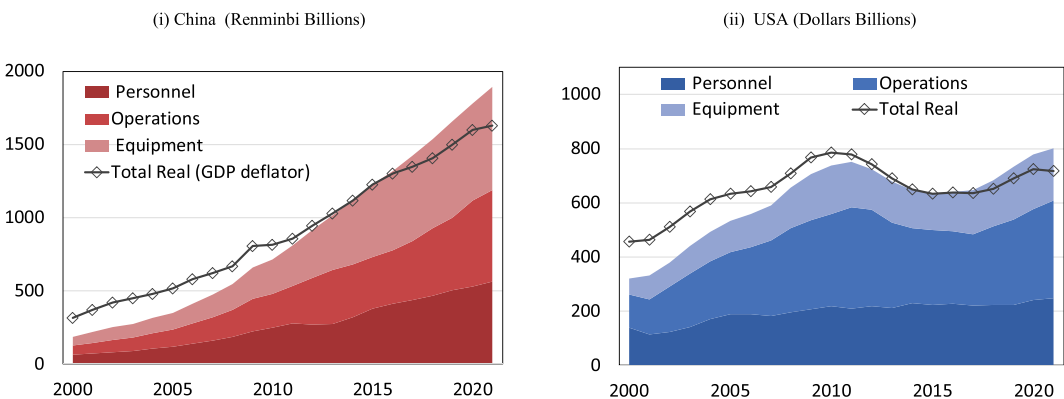 (i) China (Renminbi Billions)
2000
1500
1000
500
0
Personnel
Operations
Equipment
Total Real (GDP deflator)
2000 2005 2010 2015 2020
(ii) USA (Dollars Billions)
1000
800
600
400
200
0
Personnel Operations
Equipment Total Real
2000 2005 2010 2015 2020